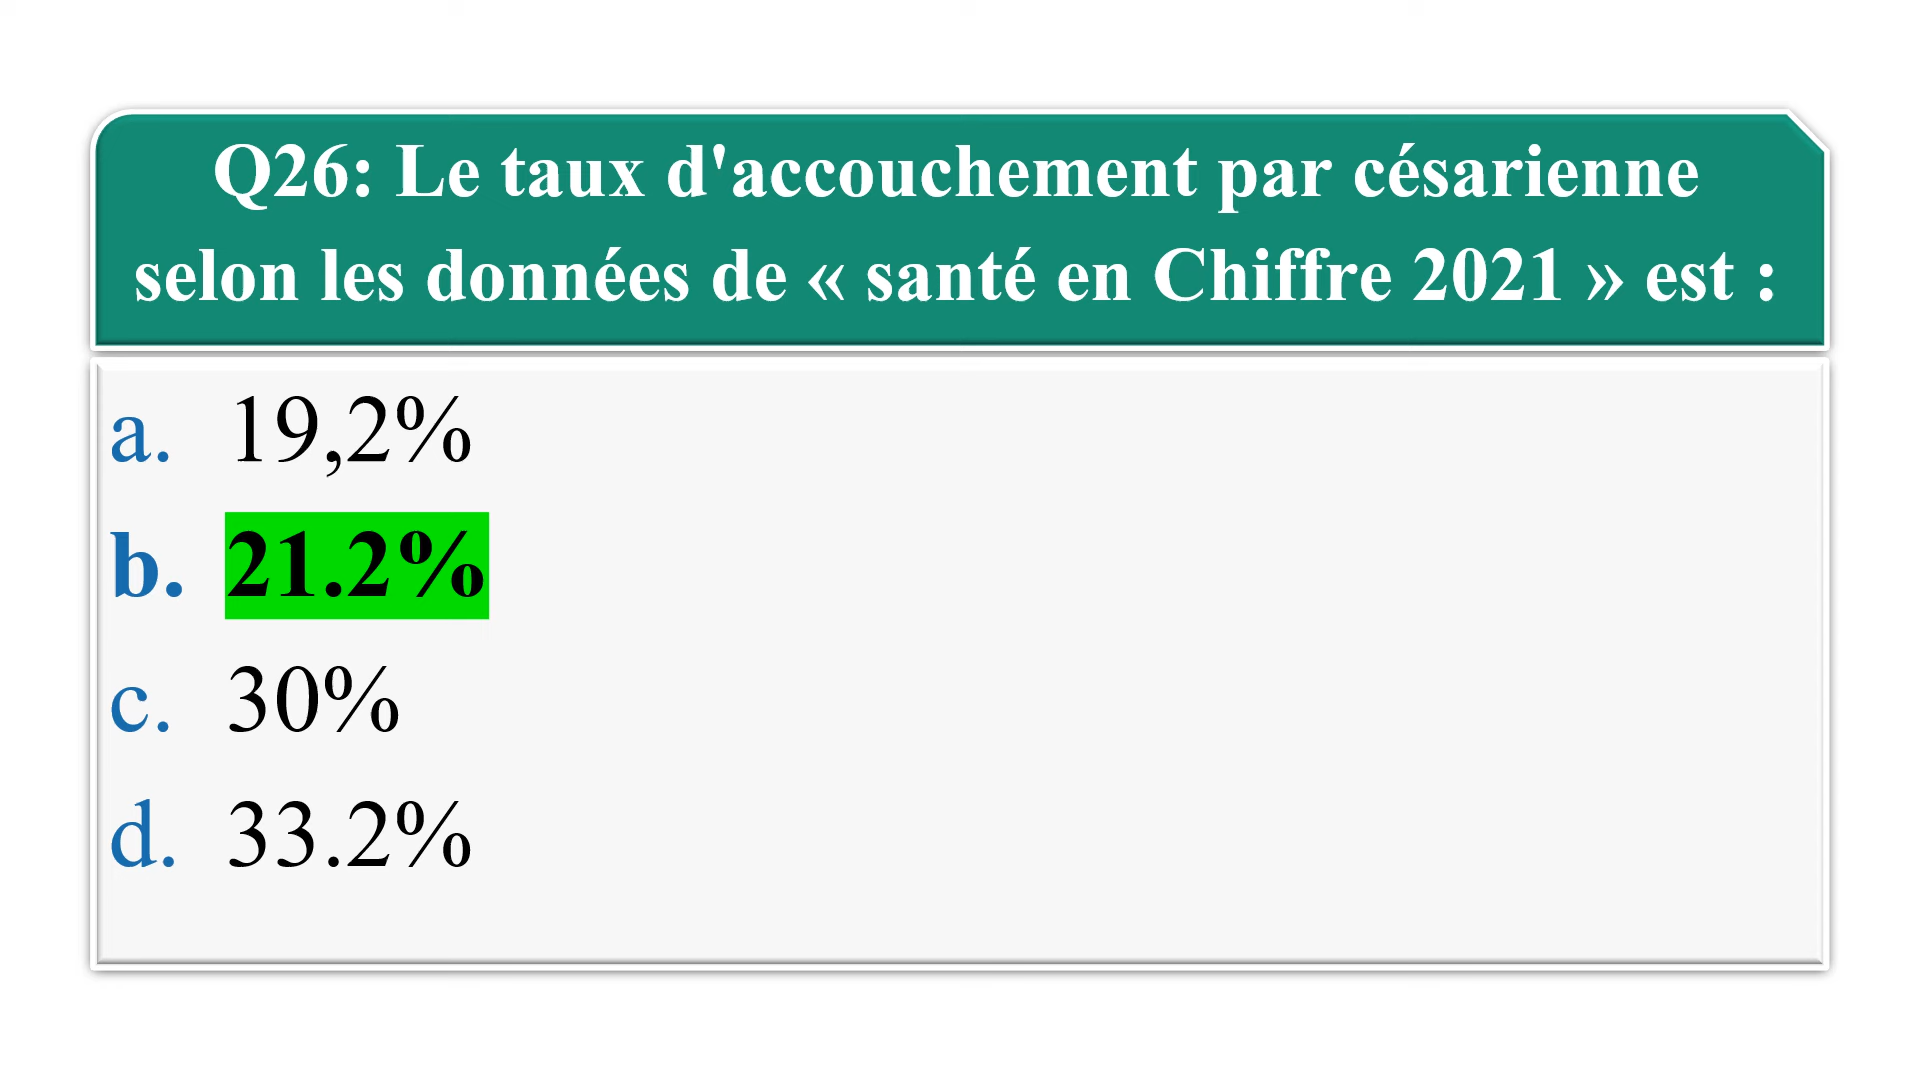 Q26: Le taux d'accouchement par césarienne
selon les données de « santé en Chiffre 2021 » est :
a. 19,2%
b. 21.2%
c. 30%
d. 33.2%